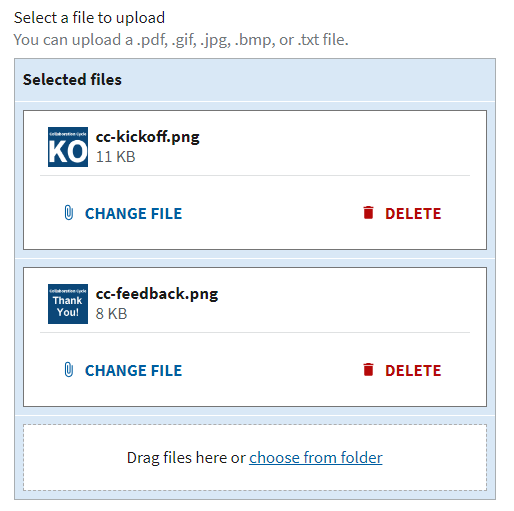 Select a file to upload
You can upload a .pdf, .gif, .jpg, .bmp, or .txt file.
Selected files
Collaboration Cycle
KO
cc-kickoff.png
11 KB
CHANGE FILE
DELETE
Collaboration Cycle
Thank
You!
cc-feedback.png
8 KB
CHANGE FILE
DELETE
Drag files here or choose from folder